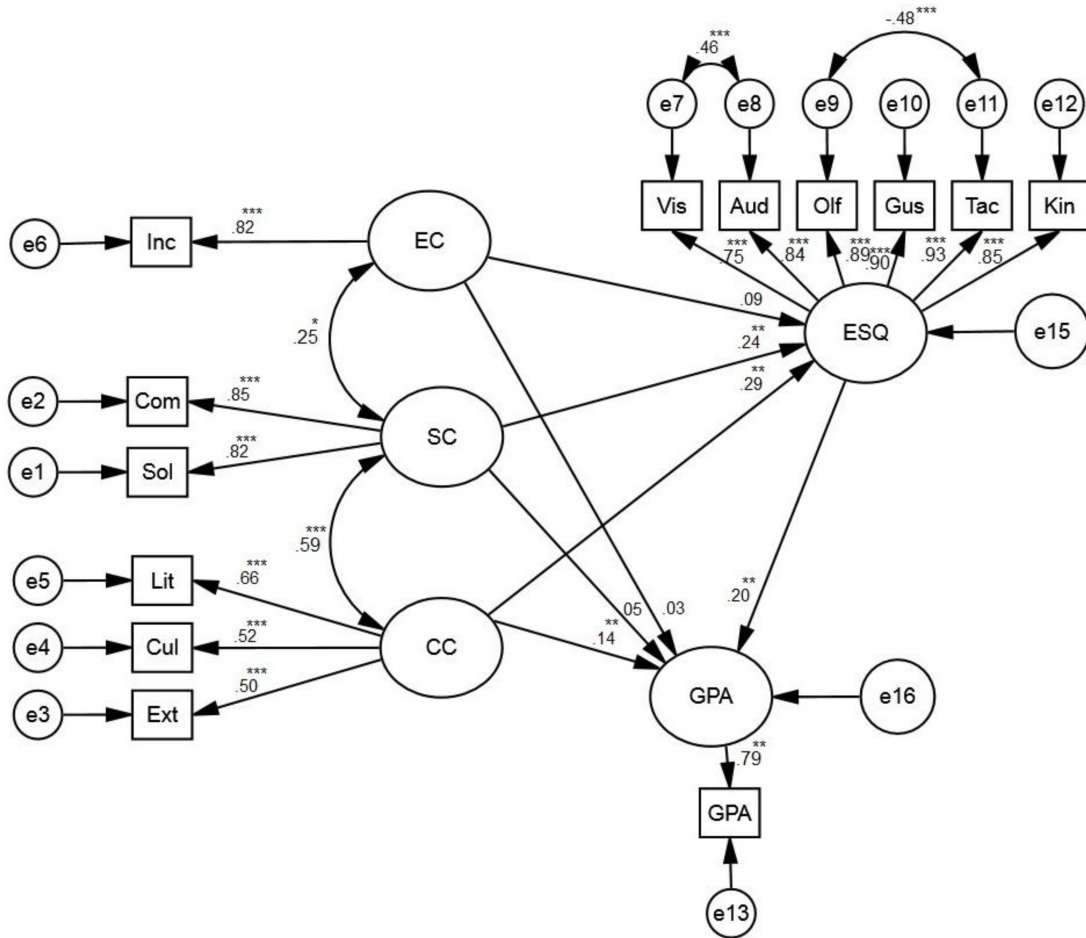 -.48***
.46***
e7
e8
e9
e10
e11
e12
Vis
Aud
Olf
Gus
Tac
Kin
e6
Inc
.82***
EC
.75***
.84***
.89***
.90***
.93***
.85***
.09
.25*
.24**
ESQ
e15
.29**
e2
Com
.85***
SC
e1
Sol
.82***
.59***
e5
Lit
.66***
.20**
05
.03
e4
Cul
.52***
CC
.14**
e3
Ext
.50***
GPA
e16
.79**
GPA
e13